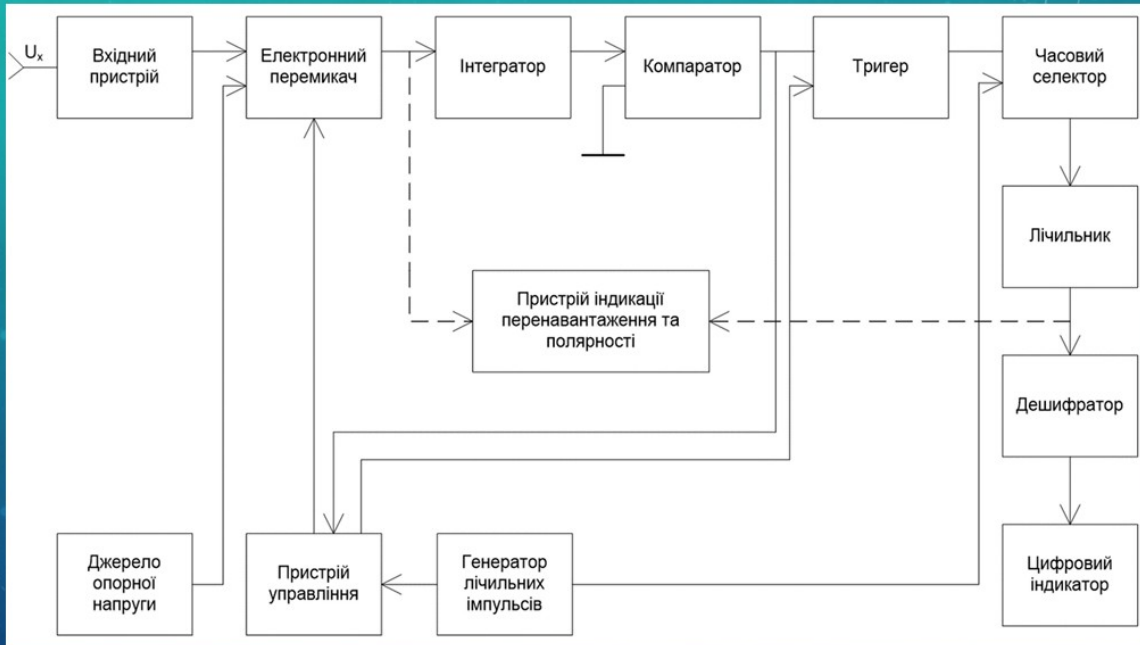 Uₓ
Вхідний
пристрій
Електронний
перемикач
Інтегратор
Компаратор
Тригер
Часовий
селектор
Лічильник
Пристрій індикації
перенавантаження та
полярності
Дешифратор
Джерело
опорної
напруги
Пристрій
управління
Генератор
лічильних
імпульсів
Цифровий
індикатор